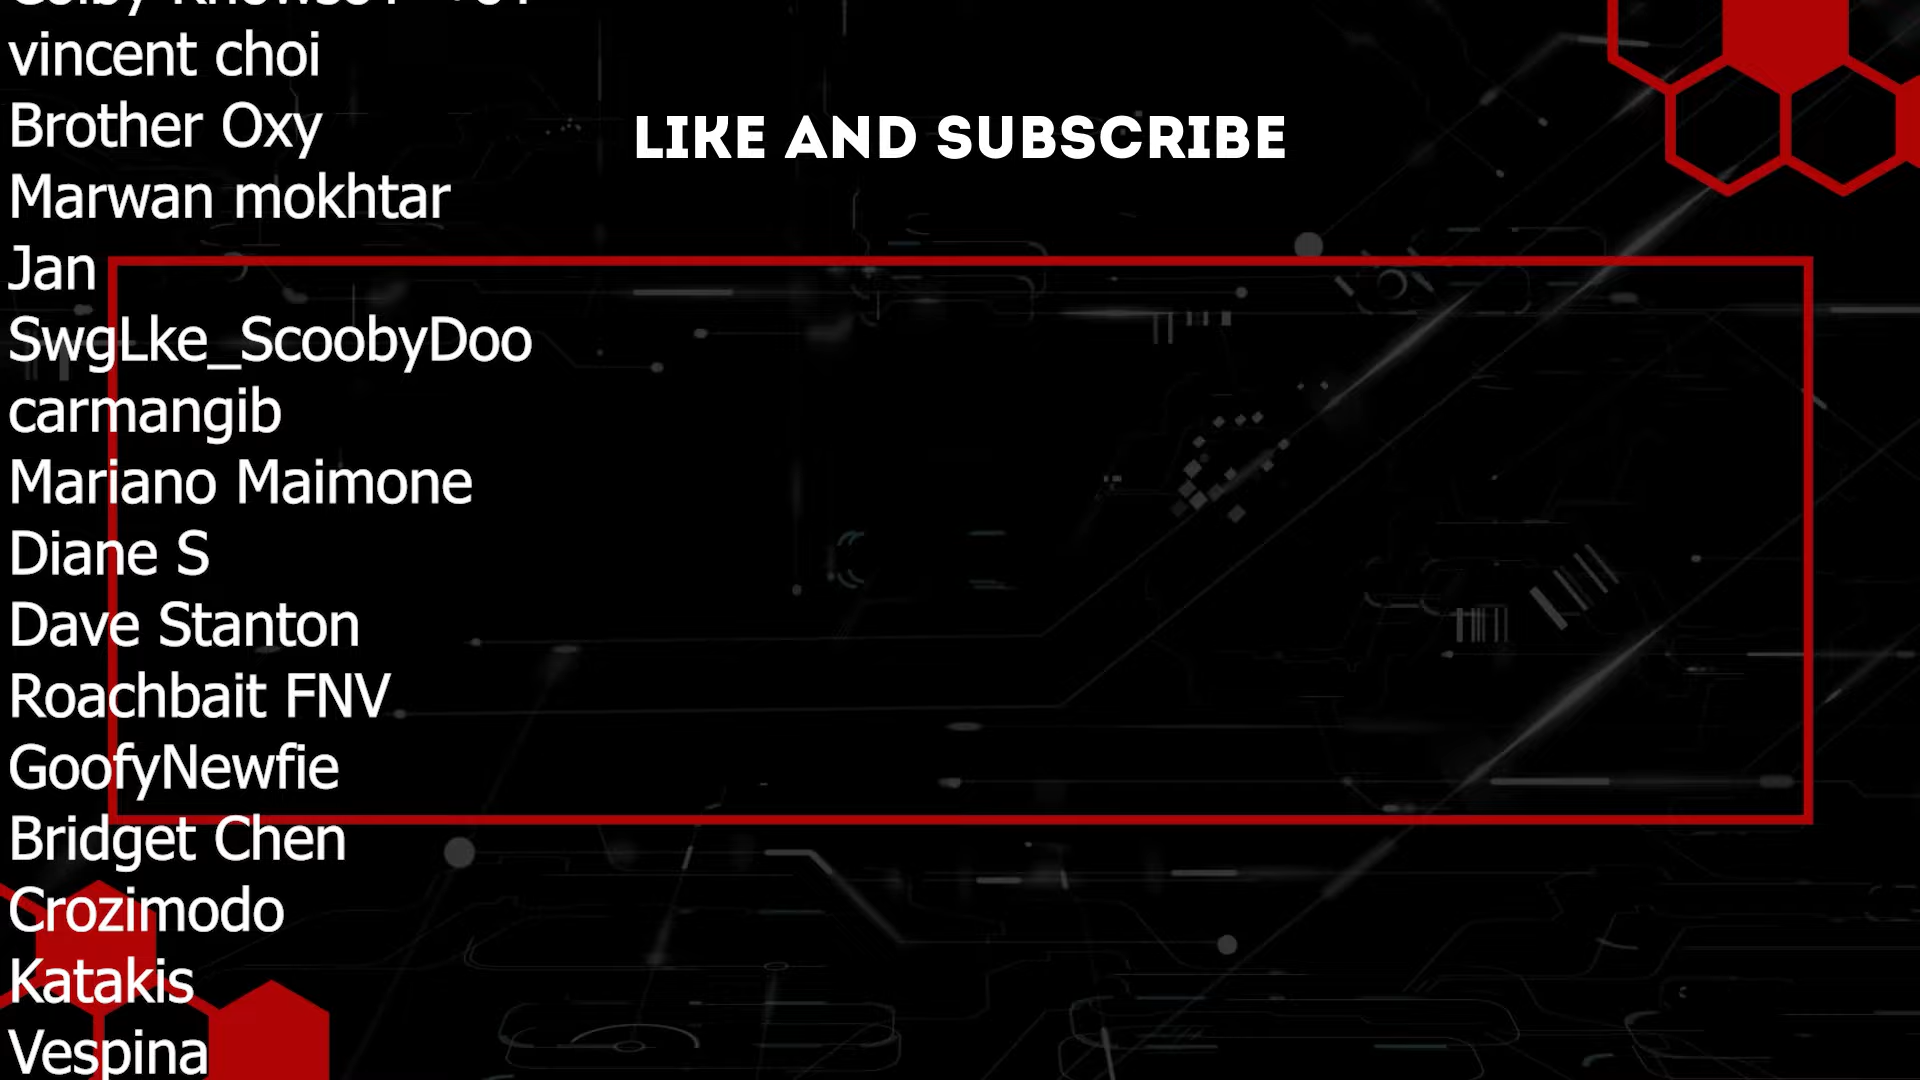 vincent choi
Brother Oxy
LIKE AND SUBSCRIBE
Marwan mokhtar
Jan
SwgLke_ScoobyDoo
carmangib
Mariano Maimone
Diane S
Dave Stanton
Roachbait FNV
GoofyNewfie
Bridget Chen
Crozimodo
Katakis
Vespina